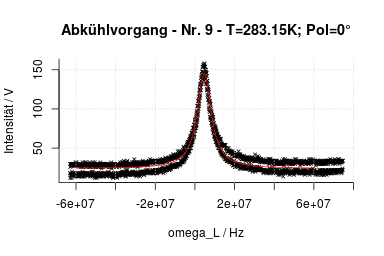 Abkühlvorgang - Nr. 9 - T=283.15K; Pol=0°
Intensität / V
150
100
50
-6e+07 -2e+07 2e+07 6e+07
omega_L / Hz